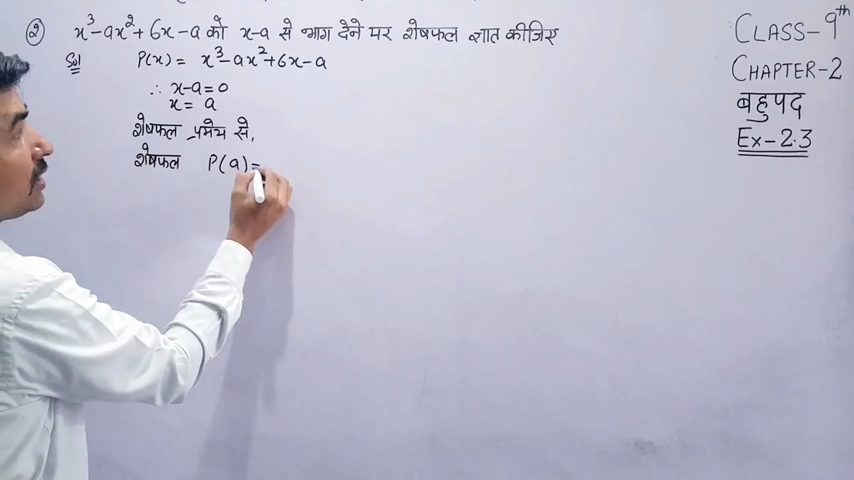 ② x³-ax²+6x-a को x-a से भाग देने पर शेषफल ज्ञात कीजिए
Sol P(x) = x³-ax²+6x-a
∴ x-a=0
x= a
शेषफल प्रमेय से,
शेषफल P(a)=
CLASS-9th
CHAPTER-2
बहुपद
Ex-2.3